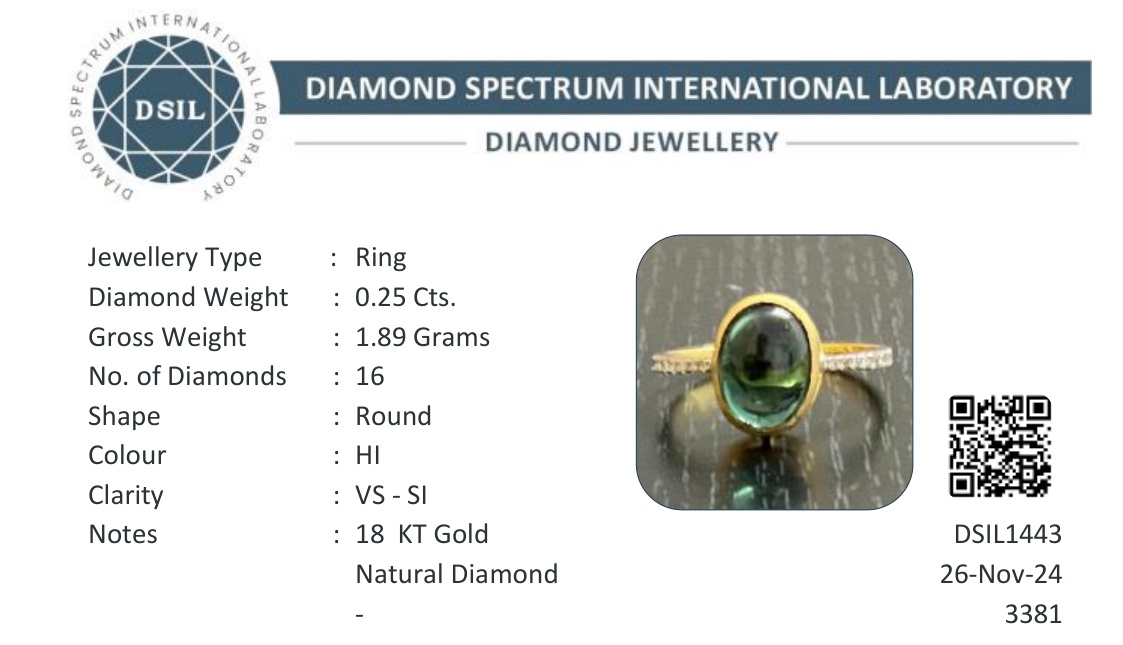 DIAMOND SPECTRUM INTERNATIONAL LABORATORY
DSIL
DIAMOND SPECTRUM INTERNATIONAL LABORATORY
DIAMOND JEWELLERY
Jewellery Type : Ring
Diamond Weight : 0.25 Cts.
Gross Weight : 1.89 Grams
No. of Diamonds : 16
Shape : Round
Colour : HI
Clarity : VS - SI
Notes : 18 KT Gold
Natural Diamond
-
DSIL1443
26-Nov-24
3381